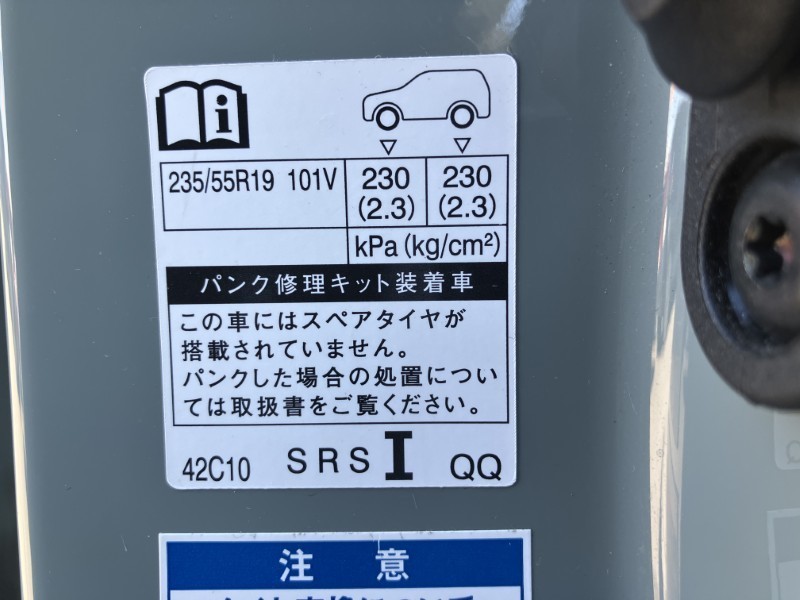 i
235/55R19 101V 230 230
(2.3) (2.3)
kPa (kg/cm²)
パンク修理キット装着車
この車にはスペアタイヤが
搭載されていません。
パンクした場合の処置につい
ては取扱書をご覧ください。
42C10 SRS I QQ
注 意